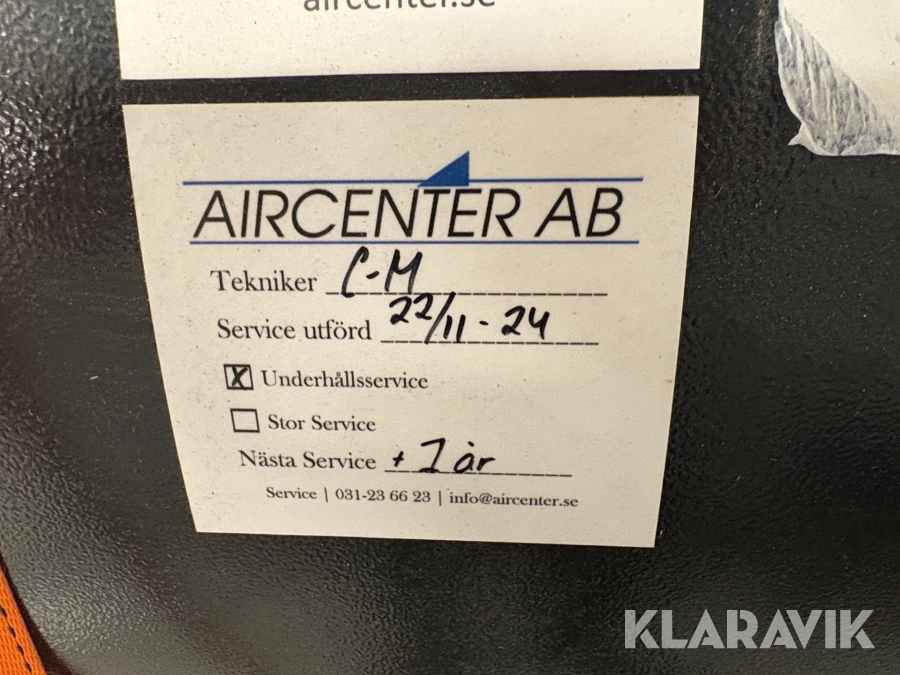 aircenter.se
AIRCENTER AB
Tekniker C-M
Service utförd 22/11-24
X Underhållsservice
Stor Service
Nästa Service + 1 år
Service | 031-23 66 23 | info@aircenter.se
KLARAVIK